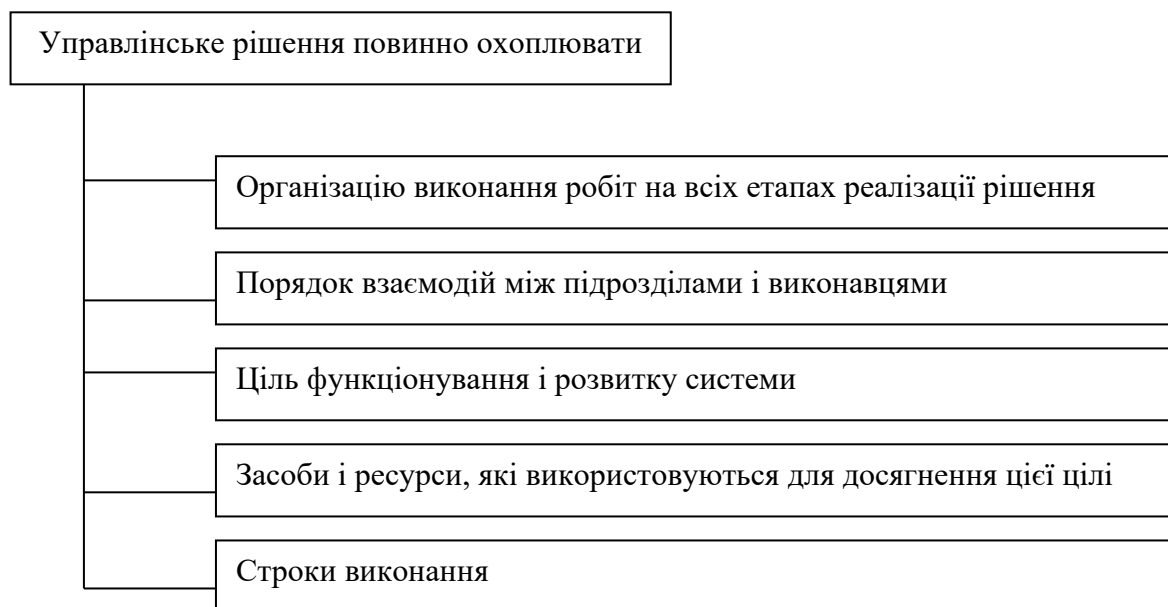 Управлінське рішення повинно охоплювати
Організацію виконання робіт на всіх етапах реалізації рішення
Порядок взаємодій між підрозділами і виконавцями
Ціль функціонування і розвитку системи
Засоби і ресурси, які використовуються для досягнення цієї цілі
Строки виконання